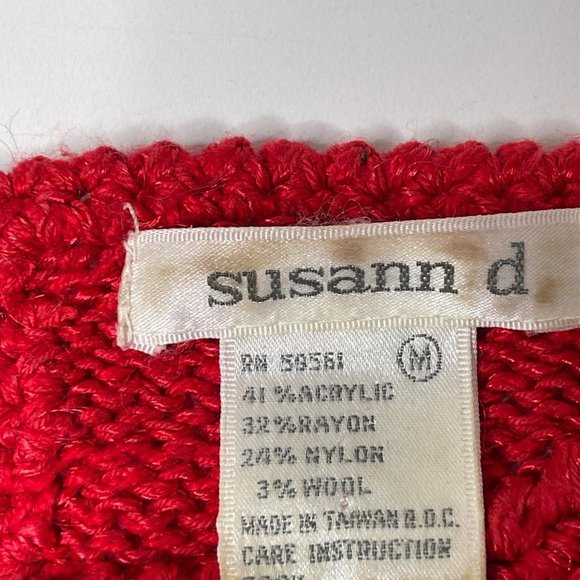 susann d.
RN 59561
M
41 %ACRYLIC
32%RAYON
24% NYLON
3% WOOL
MADE IN TAIWAN R.O.C.
CARE INSTRUCTION